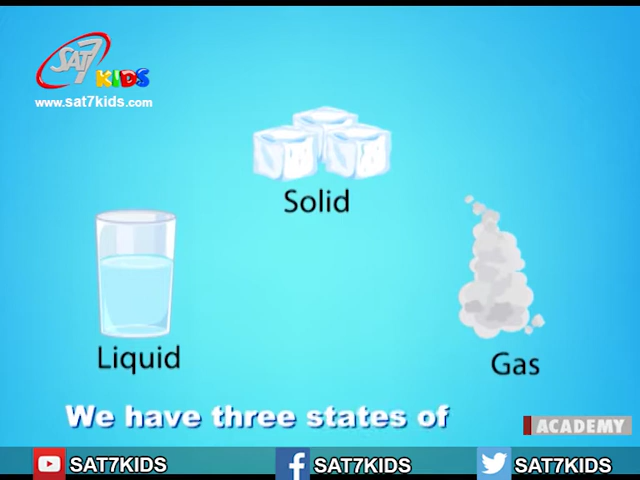 SAT7
KIDS
www.sat7kids.com
Solid
Liquid
Gas
We have three states of
ACADEMY
SAT7KIDS
SAT7KIDS
SAT7KIDS